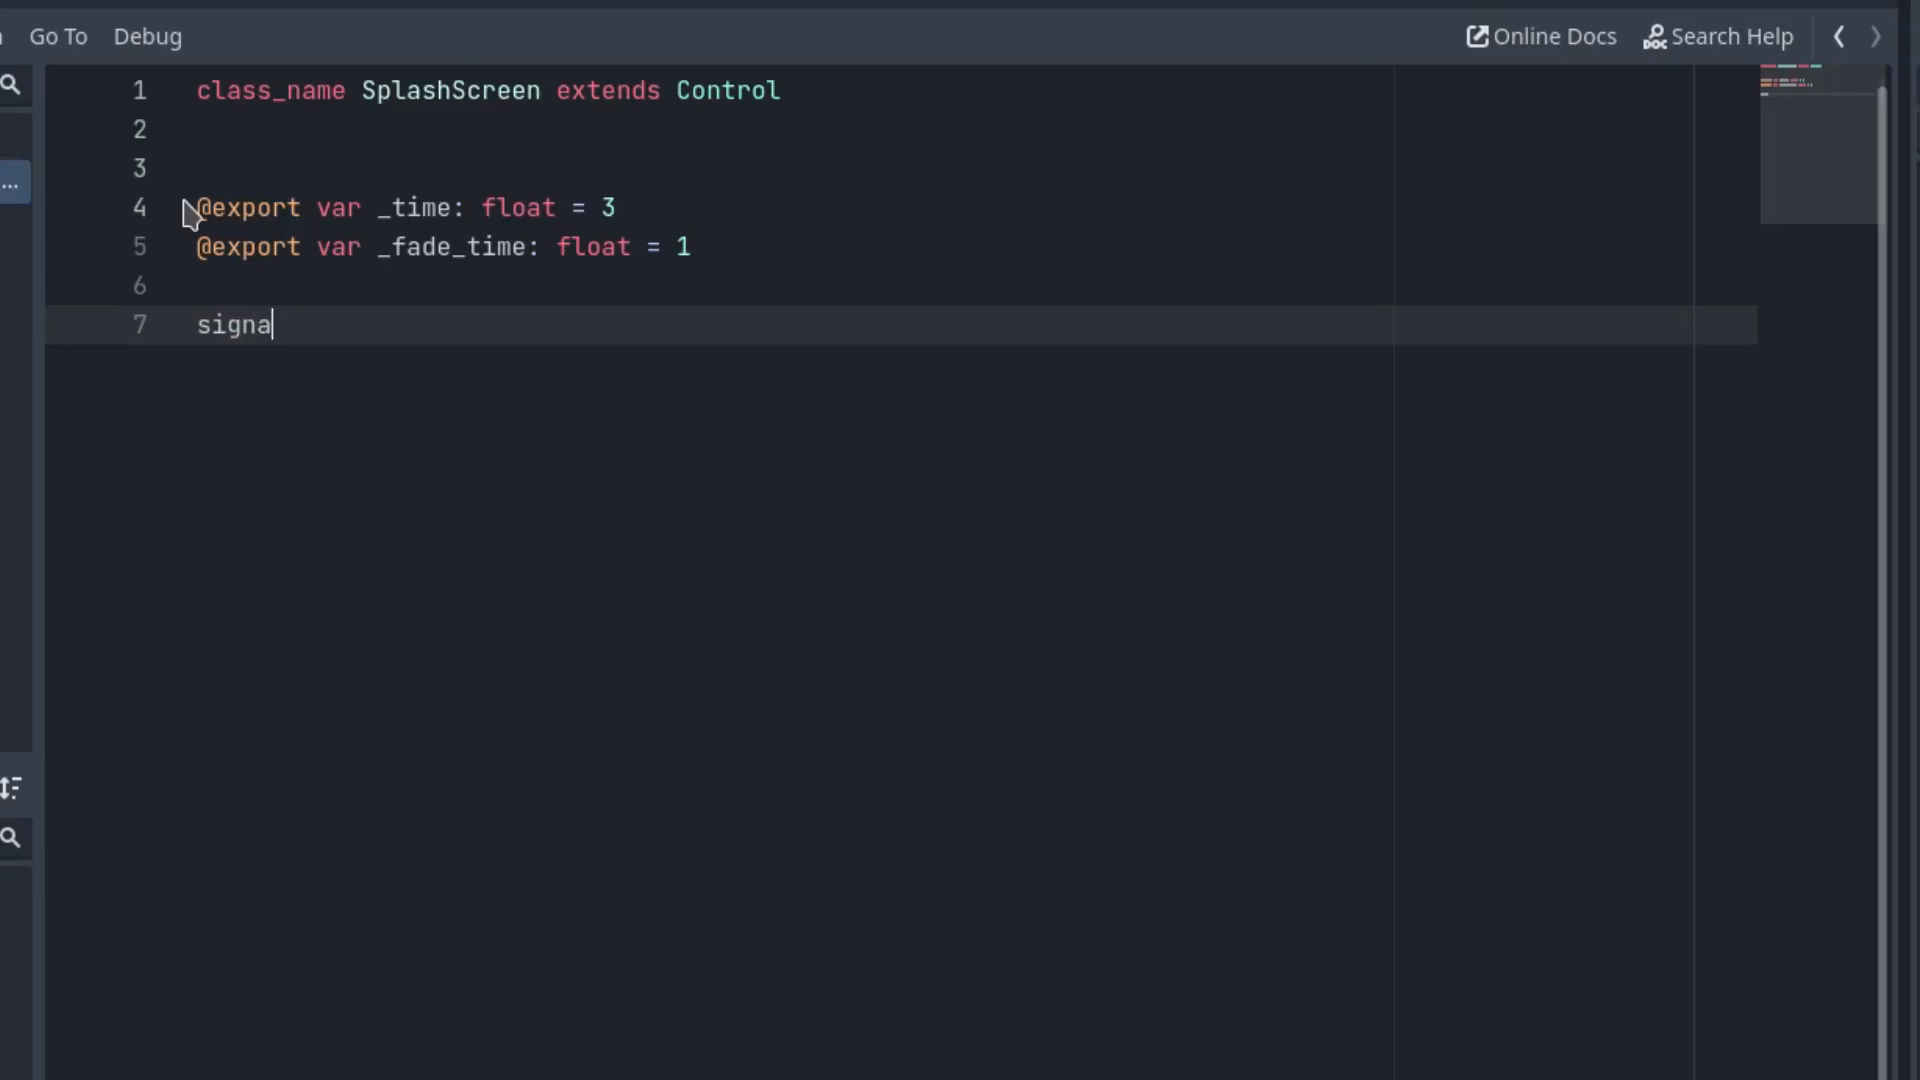 Go To Debug Online Docs Search Help
1 class_name SplashScreen extends Control
2
3
4 @export var _time: float = 3
5 @export var _fade_time: float = 1
6
7 signa